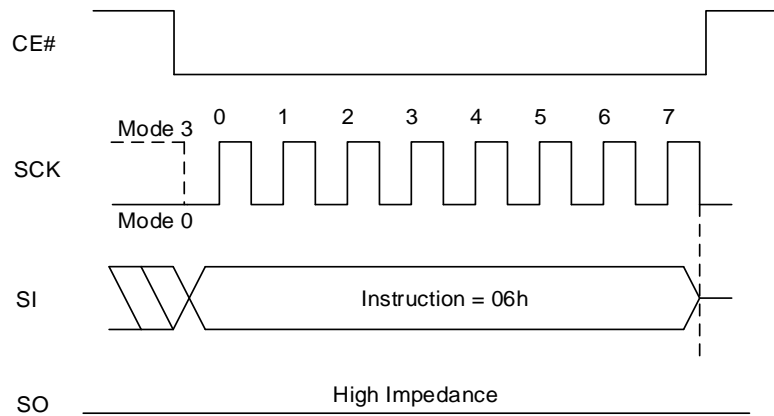 CE#
Mode 3
0 1 2 3 4 5 6 7
SCK
Mode 0
SI
Instruction = 06h
SO
High Impedance